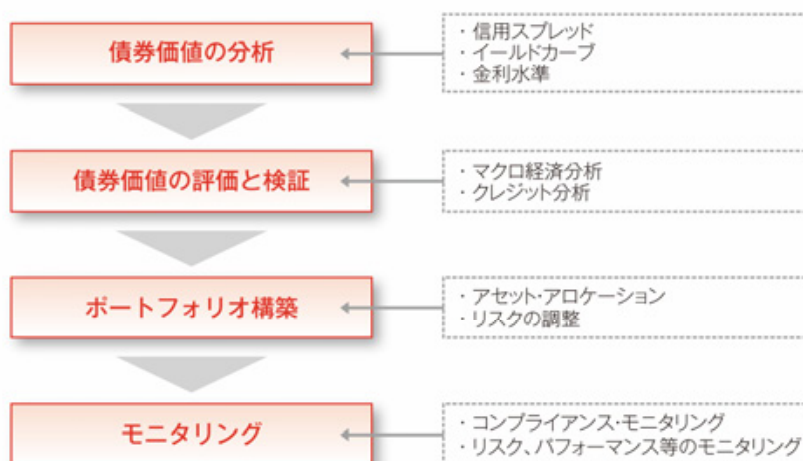 債券価値の分析
・信用スプレッド
・イールドカーブ
・金利水準
債券価値の評価と検証
・マクロ経済分析
・クレジット分析
ポートフォリオ構築
・アセット・アロケーション
・リスクの調整
モニタリング
・コンプライアンス・モニタリング
・リスク、パフォーマンス等のモニタリング